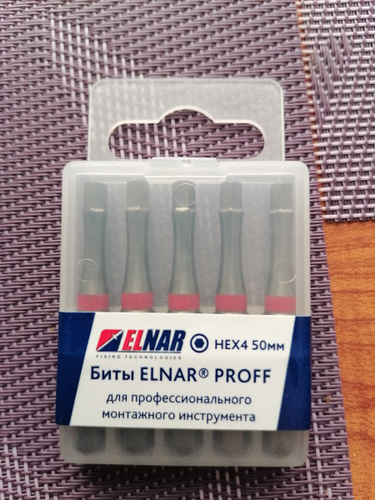 ELNAR
FIXING TECHNOLOGIES
HEX4 50мм
Биты ELNAR® PROFF
для профессионального
монтажного инструмента